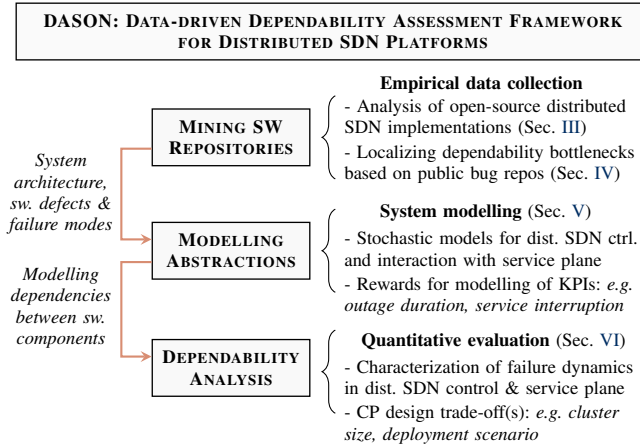 DASON: DATA-DRIVEN DEPENDABILITY ASSESSMENT FRAMEWORK
FOR DISTRIBUTED SDN PLATFORMS
MINING SW
REPOSITORIES
Empirical data collection
- Analysis of open-source distributed
SDN implementations (Sec. III)
- Localizing dependability bottlenecks
based on public bug repos (Sec. IV)
System
architecture,
sw. defects &
failure modes
MODELLING
ABSTRACTIONS
System modelling (Sec. V)
- Stochastic models for dist. SDN ctrl.
and interaction with service plane
- Rewards for modelling of KPIs: e.g.
outage duration, service interruption
Modelling
dependencies
between sw.
components
DEPENDABILITY
ANALYSIS
Quantitative evaluation (Sec. VI)
- Characterization of failure dynamics
in dist. SDN control & service plane
- CP design trade-off(s): e.g. cluster
size, deployment scenario